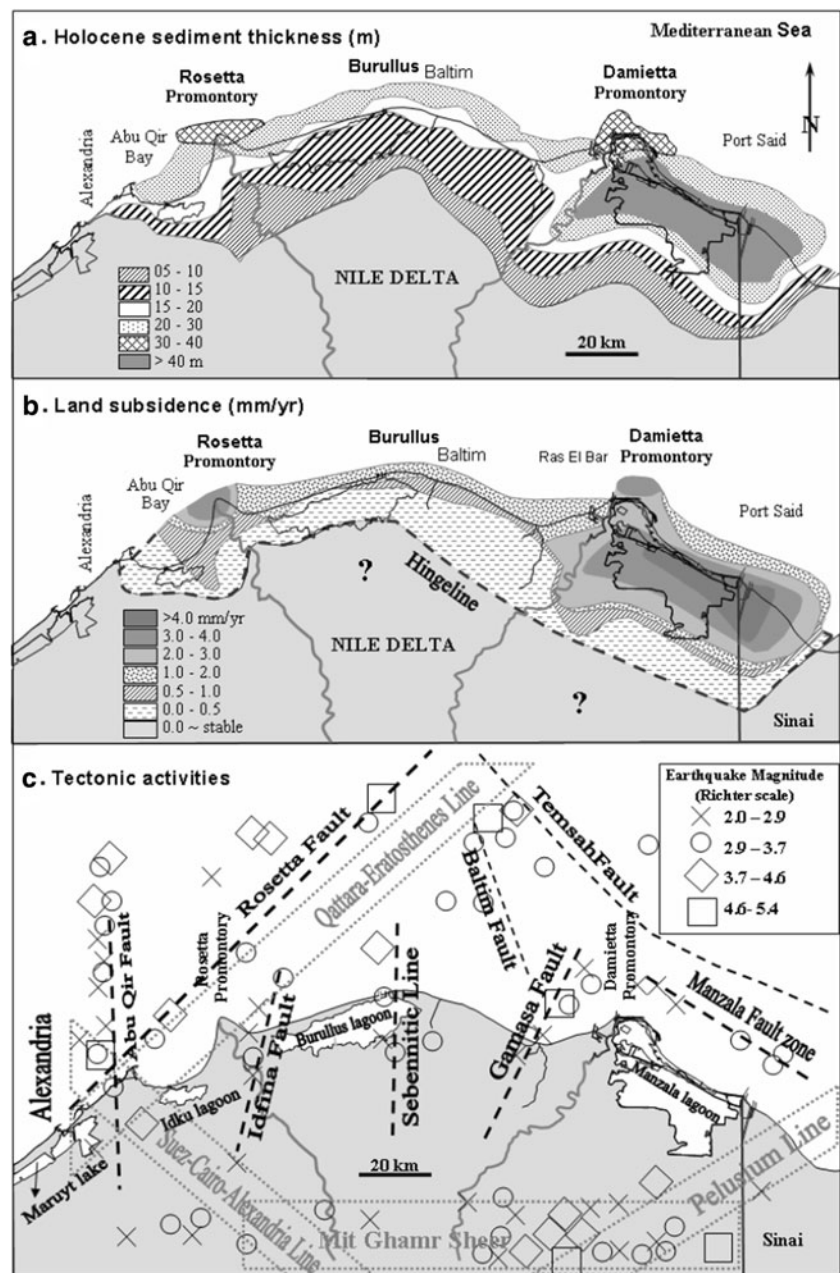 a. Holocene sediment thickness (m)
Mediterranean Sea
Rosetta
Promontory
Burullus
Baltim
Damietta
Promontory
N
Abu Qir
Bay
Port Said
Alexandria
NILE DELTA
05 - 10
10 - 15
15 - 20
20 - 30
30 - 40
> 40 m
20 km
b. Land subsidence (mm/yr)
Rosetta
Promontory
Burullus
Baltim
Ras El Bar
Damietta
Promontory
Abu Qir
Bay
Port Said
Alexandria
?
Hingeline
>4.0 mm/yr
3.0 - 4.0
2.0 - 3.0
1.0 - 2.0
0.5 - 1.0
0.0 - 0.5
0.0 ~ stable
NILE DELTA
?
Sinai
c. Tectonic activities
Earthquake Magnitude
(Richter scale)
2.0 – 2.9
2.9 – 3.7
3.7 – 4.6
4.6- 5.4
Rosetta Fault
Qattara-Eratosthenes Line
Temsah Fault
Baltim Fault
Rosetta
Promontory
Damietta
Promontory
Abu Qir Fault
Alexandria
Idfina Fault
Sebennitic Line
Gamasa Fault
Manzala Fault zone
Burullus lagoon
Idku lagoon
Manzala lagoon
Maruyt lake
Suez-Cairo-Alexandria Line
20 km
Pelusium Line
Mit Ghamr Sheer
Sinai